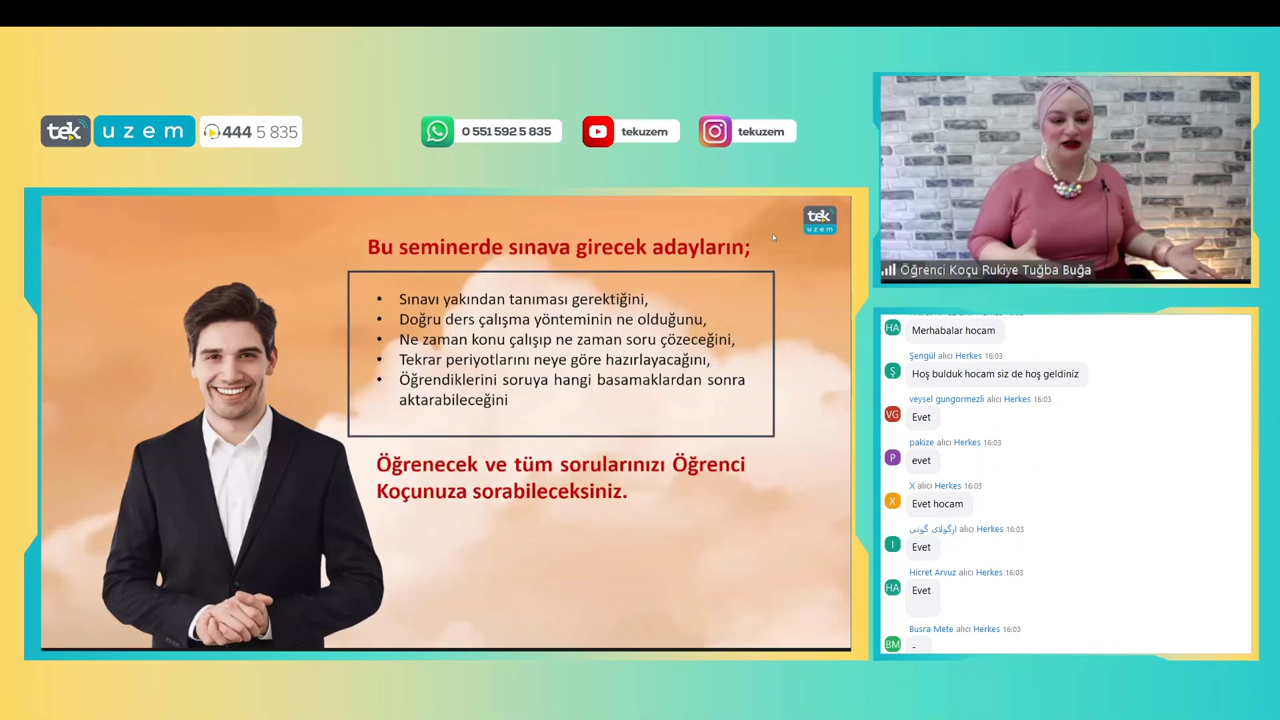 tek uzem 444 5 835
0 551 592 5 835
tekuzem
tekuzem
tek
uzem
Bu seminerde sınava girecek adayların;
• Sınavı yakından tanıması gerektiğini,
• Doğru ders çalışma yönteminin ne olduğunu,
• Ne zaman konu çalışıp ne zaman soru çözeceğini,
• Tekrar periyotlarını neye göre hazırlayacağını,
• Öğrendiklerini soruya hangi basamaklardan sonra
aktarabileceğini
Öğrenecek ve tüm sorularınızı Öğrenci
Koçunuza sorabileceksiniz.
Öğrenci Koçu Rukiye Tuğba Buğa
HA Merhabalar hocam
Şengül alıcı Herkes 16:03
Ş Hoş bulduk hocam siz de hoş geldiniz
veysel gungormezli alıcı Herkes 16:03
VG Evet
pakize alıcı Herkes 16:03
P evet
X alıcı Herkes 16:03
X Evet hocam
alıcı Herkes 16:03
Evet
Hicret Arvuz alıcı Herkes 16:03
HA Evet
Busra Mete alıcı Herkes 16:03
BM -